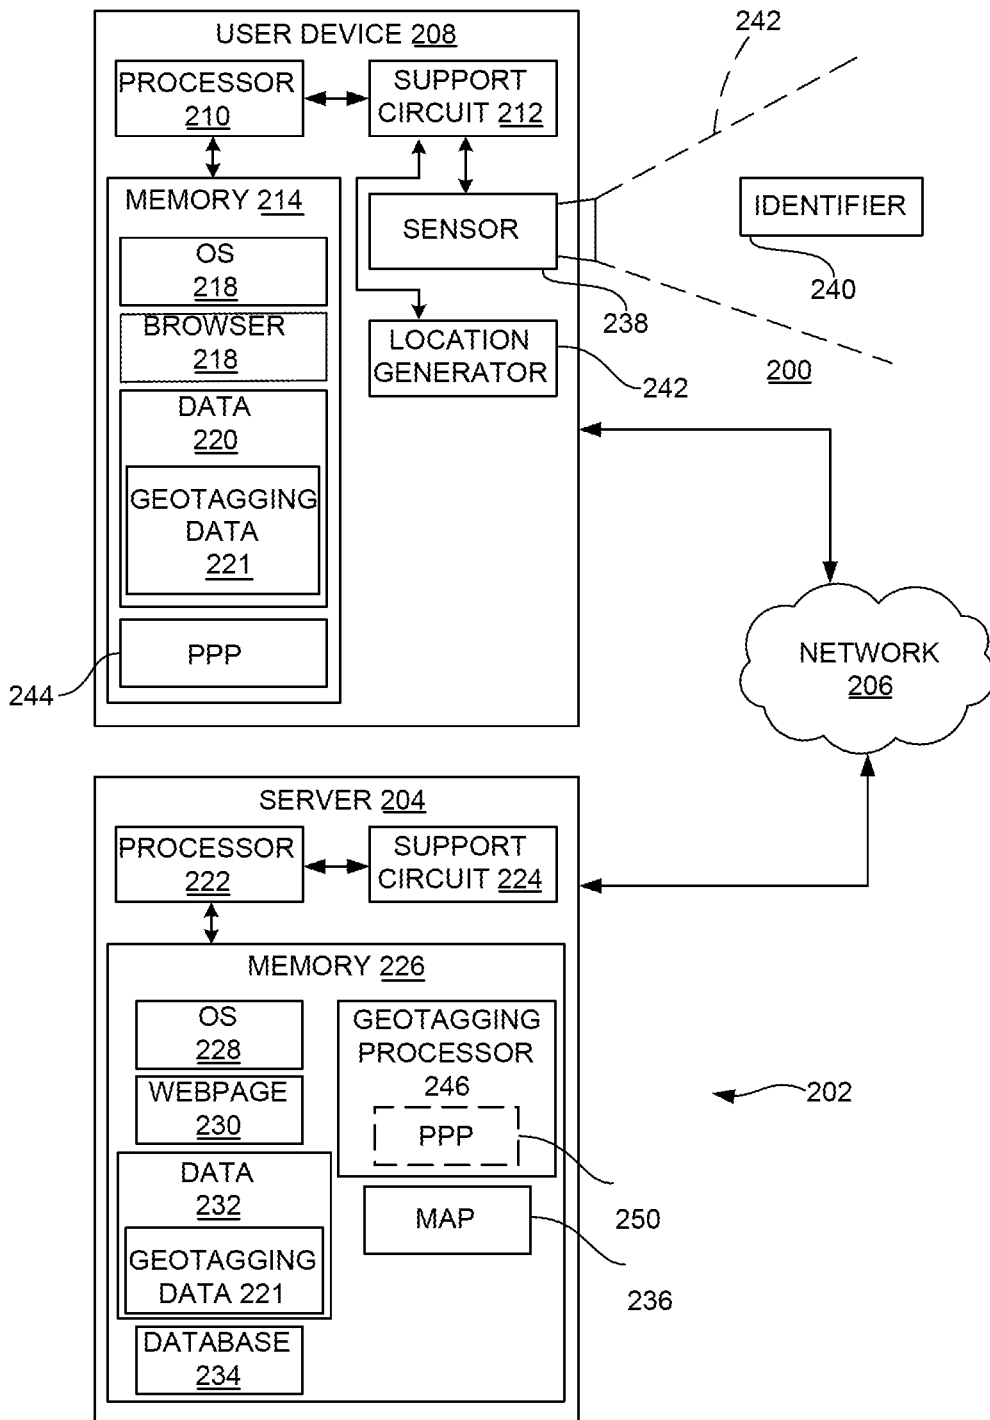 USER DEVICE 208
242
PROCESSOR
210
SUPPORT
CIRCUIT 212
MEMORY 214
SENSOR
IDENTIFIER
OS
218
240
238
BROWSER
218
LOCATION
GENERATOR
200
242
DATA
220
GEOTAGGING
DATA
221
PPP
244
NETWORK
206
SERVER 204
PROCESSOR
222
SUPPORT
CIRCUIT 224
MEMORY 226
OS
228
GEOTAGGING
PROCESSOR
246
WEBPAGE
230
202
PPP
DATA
232
MAP
250
GEOTAGGING
DATA 221
236
DATABASE
234